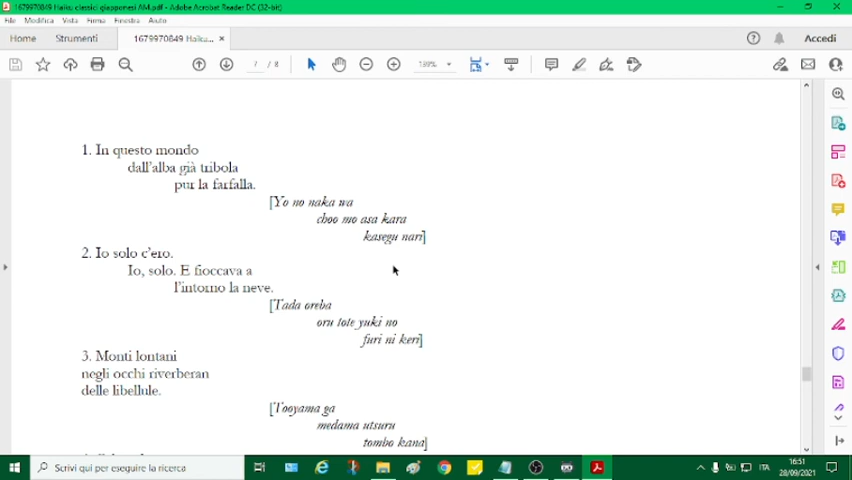 1679970849 Haiku classici giapponesi AM.pdf - Adobe Acrobat Reader DC (32-bit)
File Modifica Vista Firma Finestra Aiuto
Home Strumenti 1679970849 Haiku... × Accedi
7 / 8
1. In questo mondo
dall'alba già tribola
pur la farfalla.
[Yo no naka wa
choo mo asa kara
kasegu nari]
2. Io solo c'ero.
Io, solo. E fioccava a
l'intorno la neve.
[Tada oreba
oru tote yuki no
furi ni keri]
3. Monti lontani
negli occhi riverberan
delle libellule.
[Tooyama ga
medama utsuru
tombo kana]
Scrivi qui per eseguire la ricerca
ITA
16:51
28/09/2021